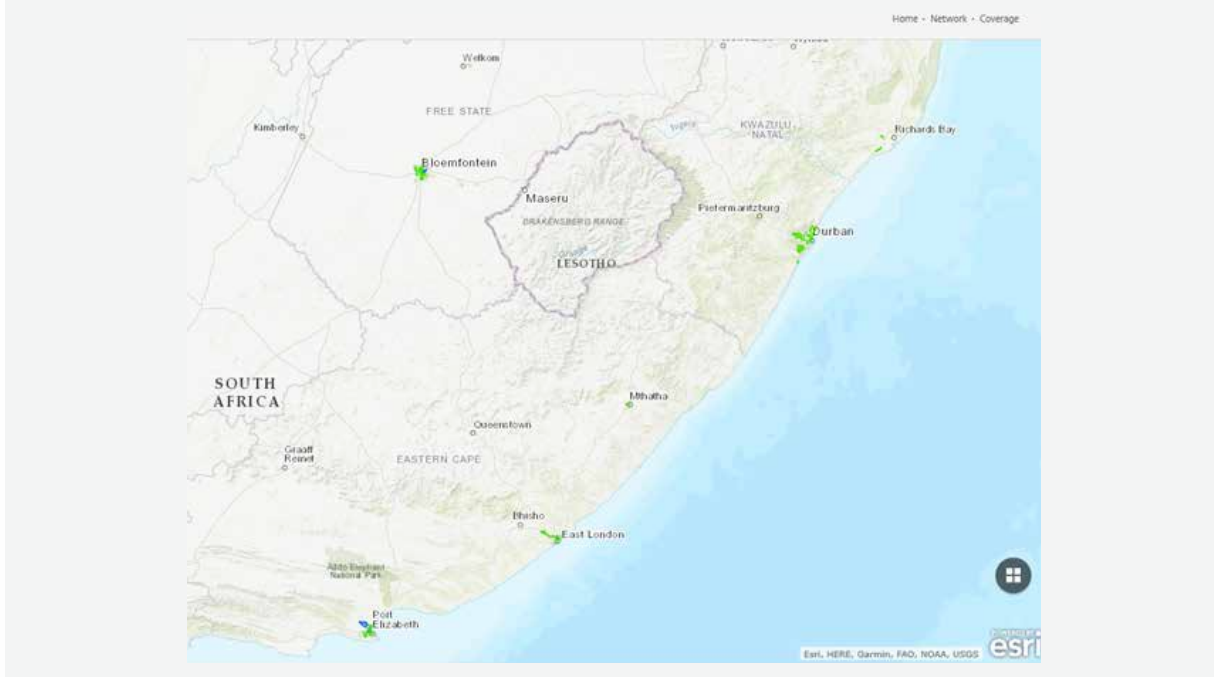 Home - Network - Coverage
Welkom
FREE STATE
Kimberley
KWAZULU
NATAL
Richards Bay
Bloemfontein
Maseru
Pietermaritzburg
DRAKENSBERG RANGE
Durban
LESOTHO
SOUTH
AFRICA
Mthatha
Queenstown
Graaff
Reinet
EASTERN CAPE
Bhisho
East London
Addo Elephant
National Park
Port
Elizabeth
POWERED BY
esri
Esri, HERE, Garmin, FAO, NOAA, USGS